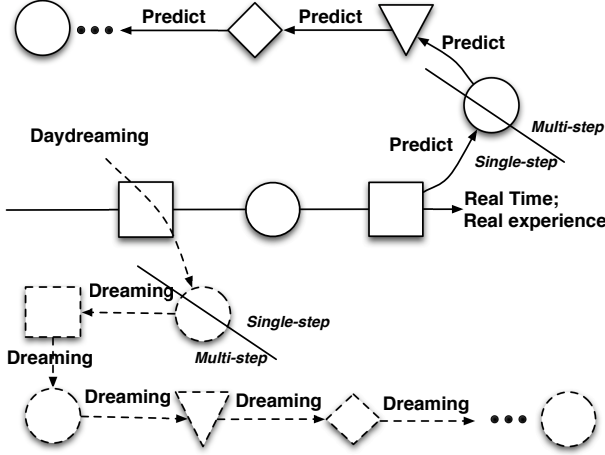 Predict
Predict
Predict
Multi-step
Daydreaming
Predict
Single-step
Real Time;
Real experience
Dreaming
Single-step
Multi-step
Dreaming
Dreaming
Dreaming
Dreaming